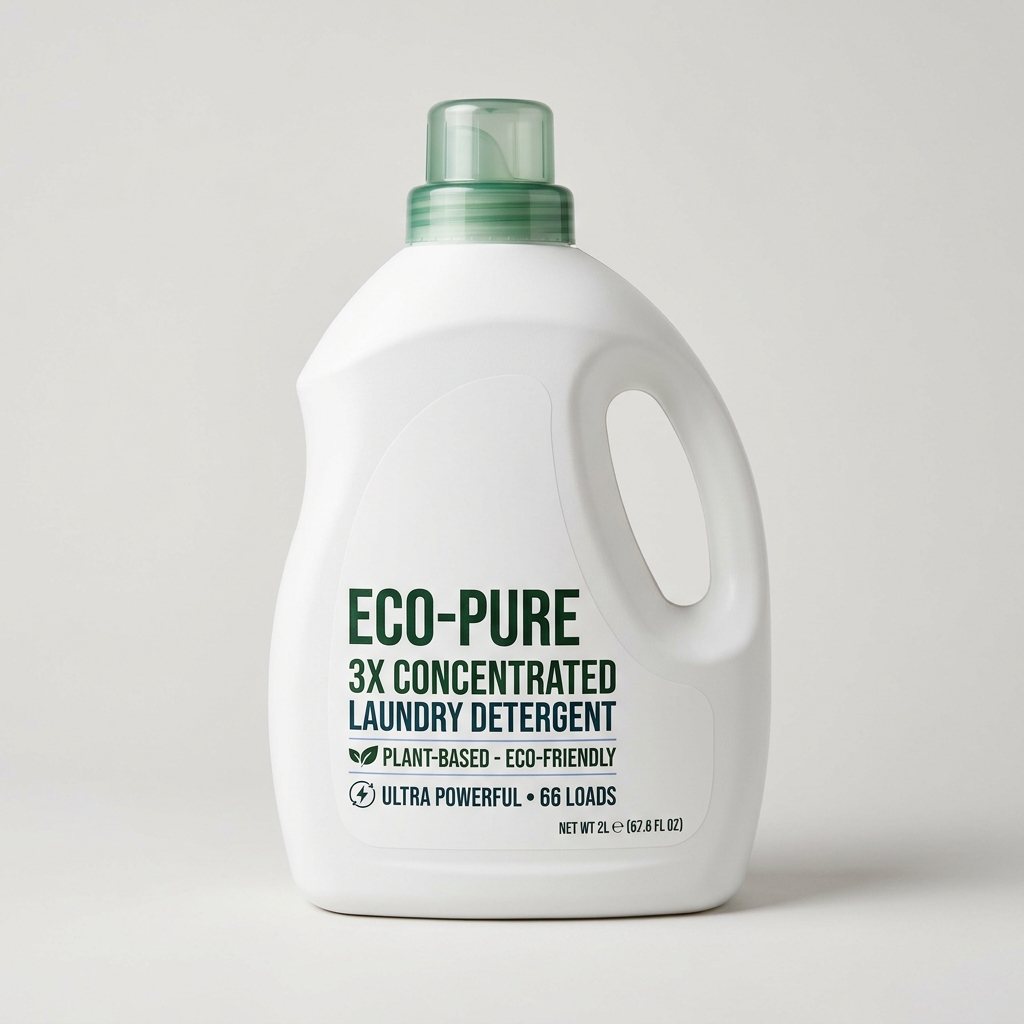 ECO-PURE
3X CONCENTRATED
LAUNDRY DETERGENT
PLANT-BASED - ECO-FRIENDLY
ULTRA POWERFUL • 66 LOADS
NET WT 2L ℮ (67.6 FL OZ)